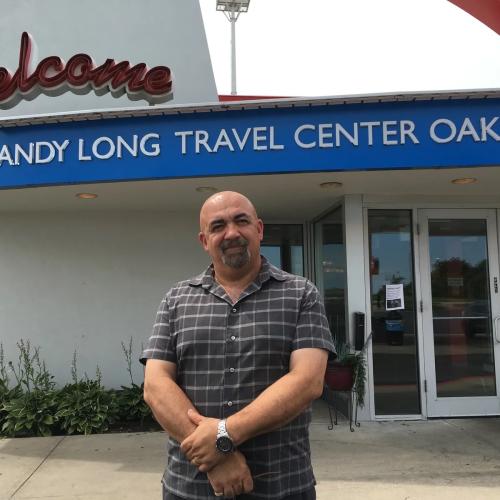 elcome
ANDY LONG TRAVEL CENTER OAK